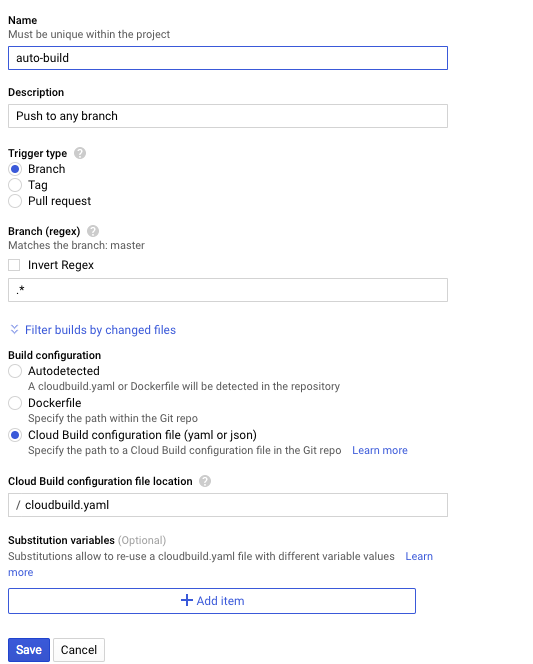 Name
Must be unique within the project
auto-build
Description
Push to any branch
Trigger type ?
Branch
Tag
Pull request
Branch (regex) ?
Matches the branch: master
Invert Regex
.*
Filter builds by changed files
Build configuration
Autodetected
A cloudbuild.yaml or Dockerfile will be detected in the repository
Dockerfile
Specify the path within the Git repo
Cloud Build configuration file (yaml or json)
Specify the path to a Cloud Build configuration file in the Git repo Learn more
Cloud Build configuration file location ?
/ cloudbuild.yaml
Substitution variables (Optional)
Substitutions allow to re-use a cloudbuild.yaml file with different variable values Learn
more
+ Add item
Save Cancel